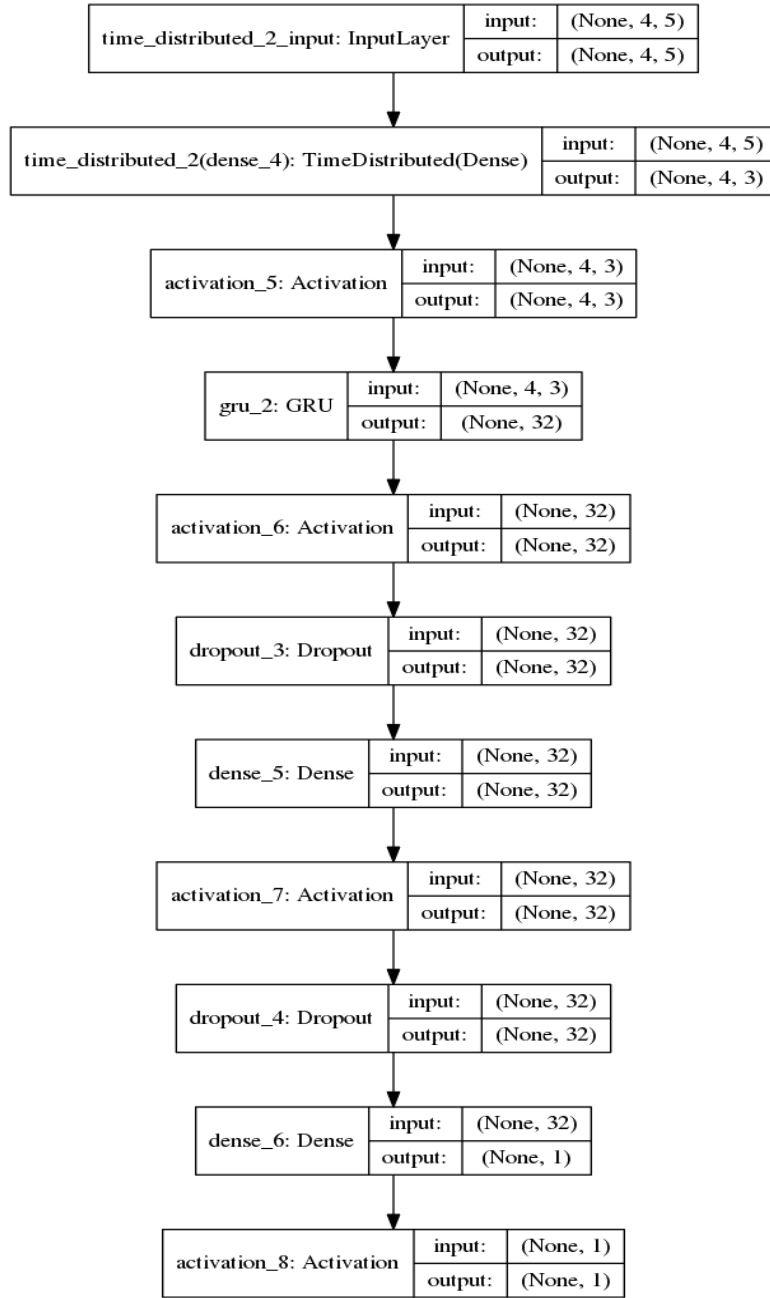 time_distributed_2_input: InputLayer
input: (None, 4, 5)
output: (None, 4, 5)
time_distributed_2(dense_4): TimeDistributed(Dense)
input: (None, 4, 5)
output: (None, 4, 3)
activation_5: Activation
input: (None, 4, 3)
output: (None, 4, 3)
gru_2: GRU
input: (None, 4, 3)
output: (None, 32)
activation_6: Activation
input: (None, 32)
output: (None, 32)
dropout_3: Dropout
input: (None, 32)
output: (None, 32)
dense_5: Dense
input: (None, 32)
output: (None, 32)
activation_7: Activation
input: (None, 32)
output: (None, 32)
dropout_4: Dropout
input: (None, 32)
output: (None, 32)
dense_6: Dense
input: (None, 32)
output: (None, 1)
activation_8: Activation
input: (None, 1)
output: (None, 1)